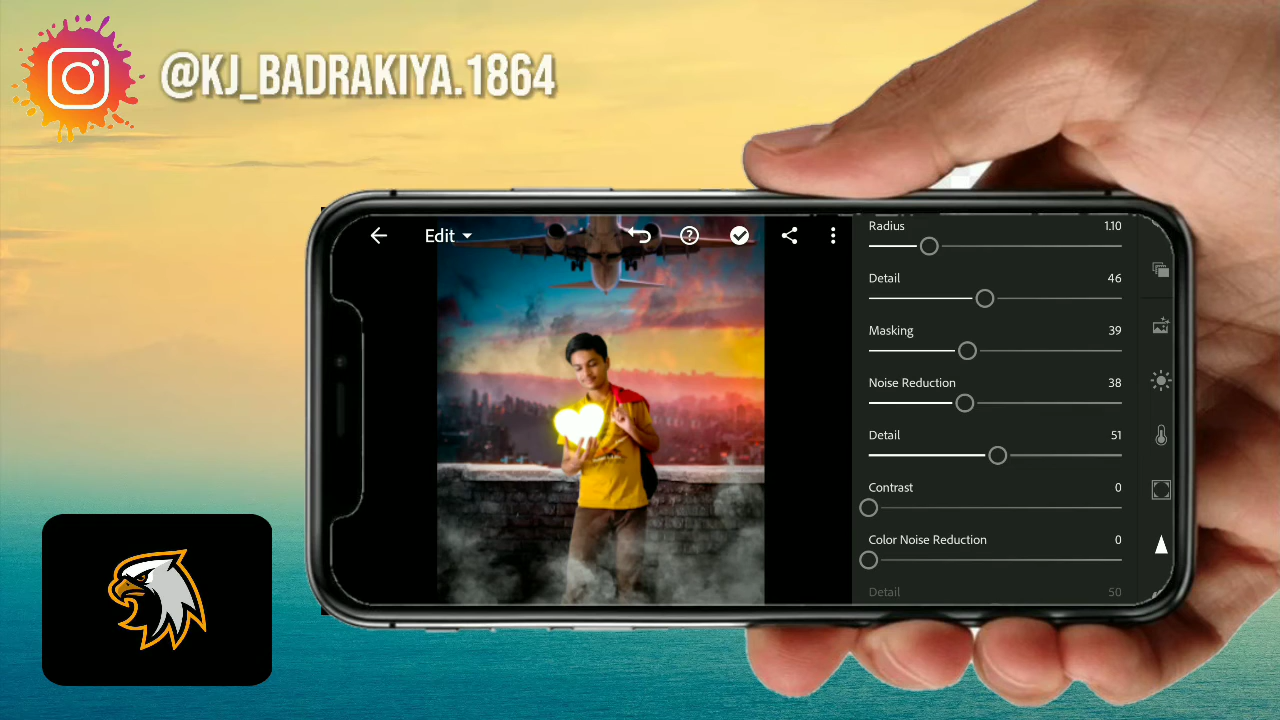 @KJ_BADRAKIYA.1864
Edit
Radius 1.10
Detail 46
Masking 39
Noise Reduction 38
Detail 51
Contrast 0
Color Noise Reduction 0
Detail 50